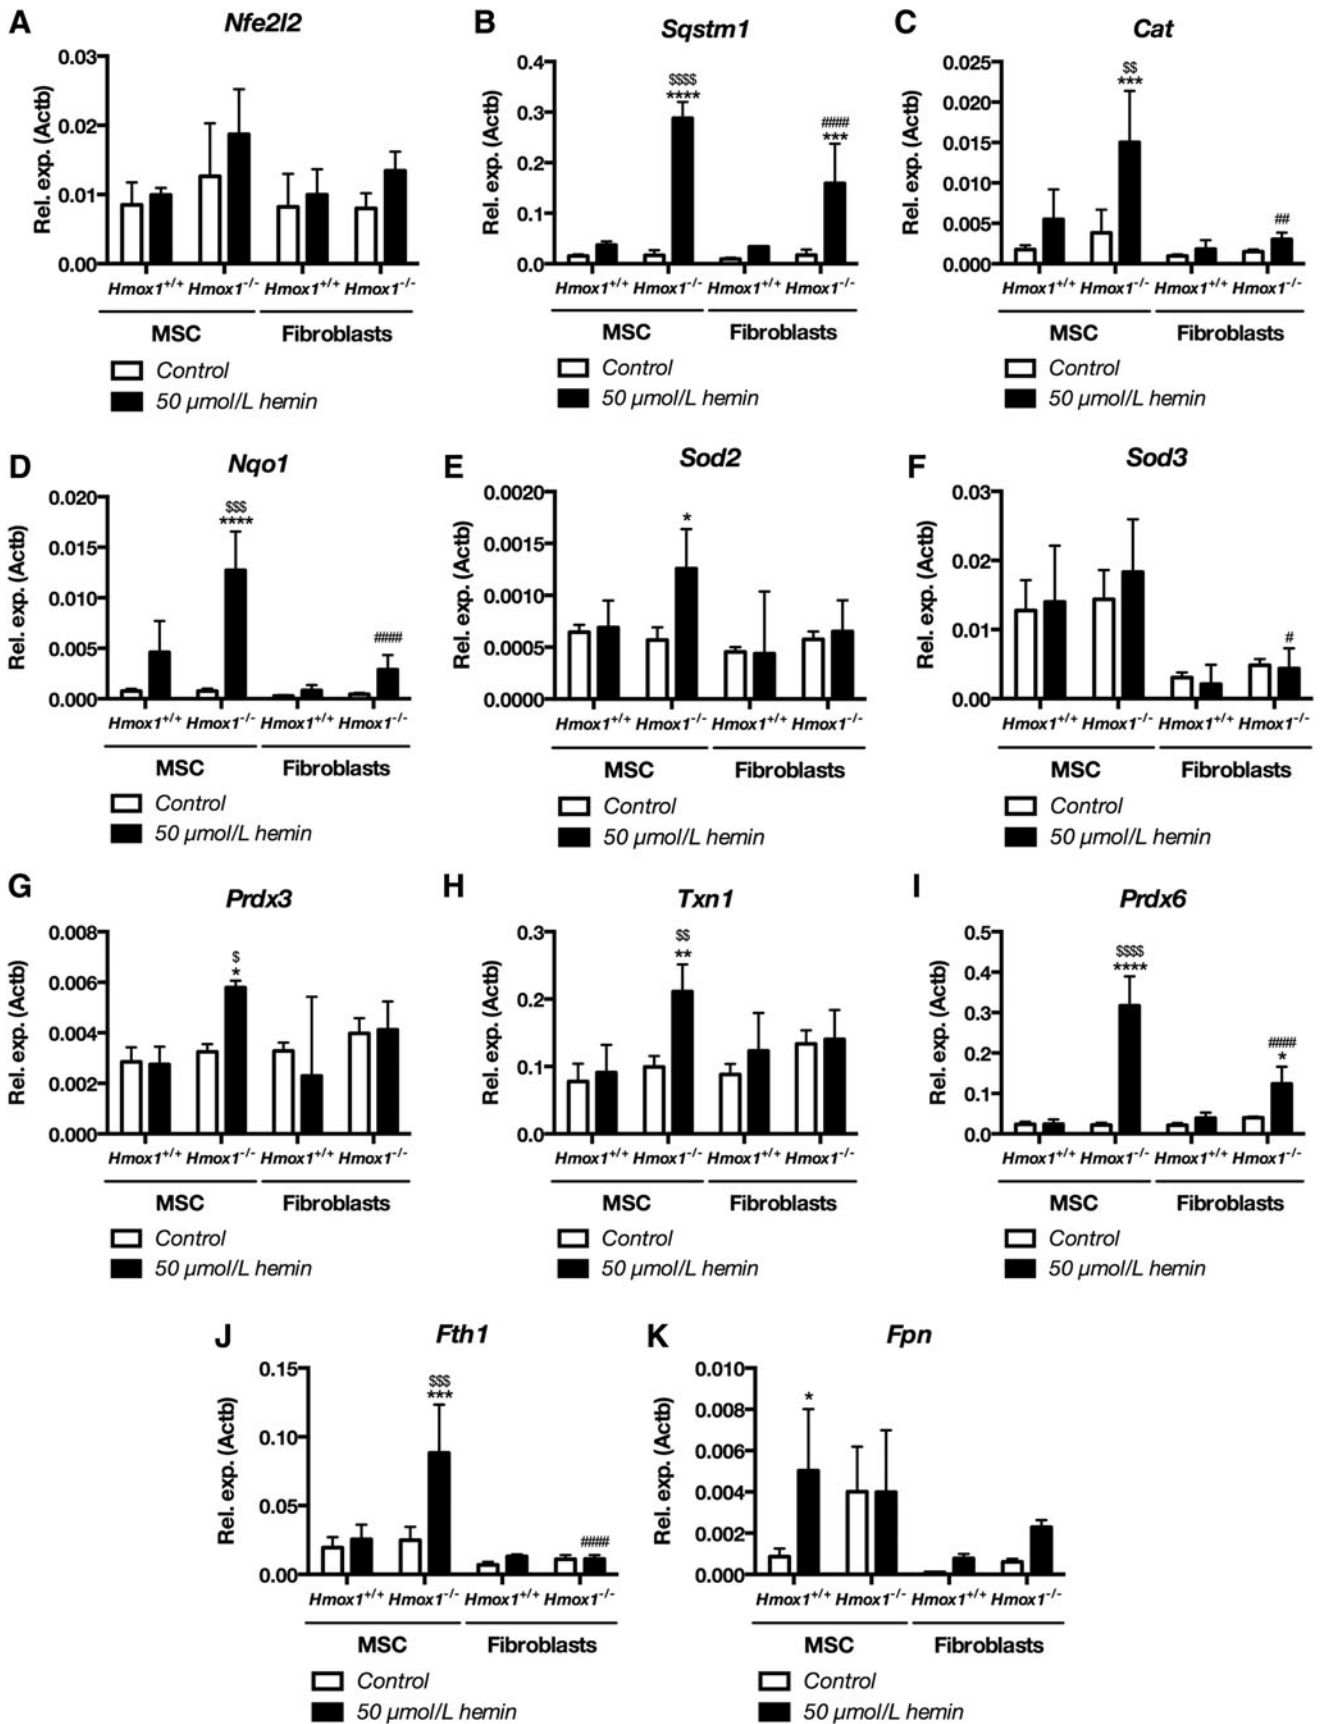 A Nfe2l2
Rel. exp. (Actb)
0.03
0.02
0.01
0.00
Hmox1+/+ Hmox1-/- Hmox1+/+ Hmox1-/-
MSC Fibroblasts
Control
50 µmol/L hemin
B Sqstm1
Rel. exp. (Actb)
0.4
0.3
0.2
0.1
0.0
$$$$
****
####
***
Hmox1+/+ Hmox1-/- Hmox1+/+ Hmox1-/-
MSC Fibroblasts
Control
50 µmol/L hemin
C Cat
Rel. exp. (Actb)
0.025
0.020
0.015
0.010
0.005
0.000
$$
***
##
Hmox1+/+ Hmox1-/- Hmox1+/+ Hmox1-/-
MSC Fibroblasts
Control
50 µmol/L hemin
D Nqo1
Rel. exp. (Actb)
0.020
0.015
0.010
0.005
0.000
$$$
****
####
Hmox1+/+ Hmox1-/- Hmox1+/+ Hmox1-/-
MSC Fibroblasts
Control
50 µmol/L hemin
E Sod2
Rel. exp. (Actb)
0.0020
0.0015
0.0010
0.0005
0.0000
*
Hmox1+/+ Hmox1-/- Hmox1+/+ Hmox1-/-
MSC Fibroblasts
Control
50 µmol/L hemin
F Sod3
Rel. exp. (Actb)
0.03
0.02
0.01
0.00
#
Hmox1+/+ Hmox1-/- Hmox1+/+ Hmox1-/-
MSC Fibroblasts
Control
50 µmol/L hemin
G Prdx3
Rel. exp. (Actb)
0.008
0.006
0.004
0.002
0.000
$
*
Hmox1+/+ Hmox1-/- Hmox1+/+ Hmox1-/-
MSC Fibroblasts
Control
50 µmol/L hemin
H Txn1
Rel. exp. (Actb)
0.3
0.2
0.1
0.0
$$
**
Hmox1+/+ Hmox1-/- Hmox1+/+ Hmox1-/-
MSC Fibroblasts
Control
50 µmol/L hemin
I Prdx6
Rel. exp. (Actb)
0.5
0.4
0.3
0.2
0.1
0.0
$$$$
****
####
*
Hmox1+/+ Hmox1-/- Hmox1+/+ Hmox1-/-
MSC Fibroblasts
Control
50 µmol/L hemin
J Fth1
Rel. exp. (Actb)
0.15
0.10
0.05
0.00
$$$
***
####
Hmox1+/+ Hmox1-/- Hmox1+/+ Hmox1-/-
MSC Fibroblasts
Control
50 µmol/L hemin
K Fpn
Rel. exp. (Actb)
0.010
0.008
0.006
0.004
0.002
0.000
*
Hmox1+/+ Hmox1-/- Hmox1+/+ Hmox1-/-
MSC Fibroblasts
Control
50 µmol/L hemin